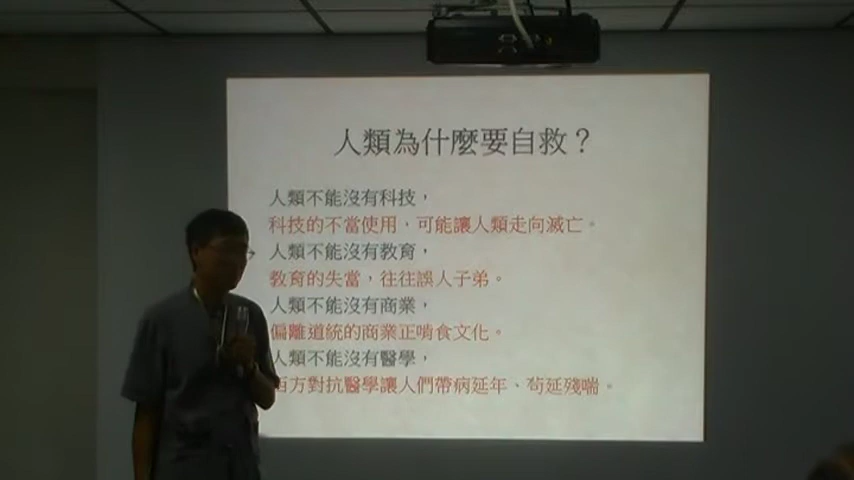 人類為什麼要自救？
人類不能沒有科技，
科技的不當使用，可能讓人類走向滅亡。
人類不能沒有教育，
教育的失當，往往誤人子弟。
人類不能沒有商業，
偏離道統的商業正啃食文化。
人類不能沒有醫學，
西方對抗醫學讓人們帶病延年、苟延殘喘。